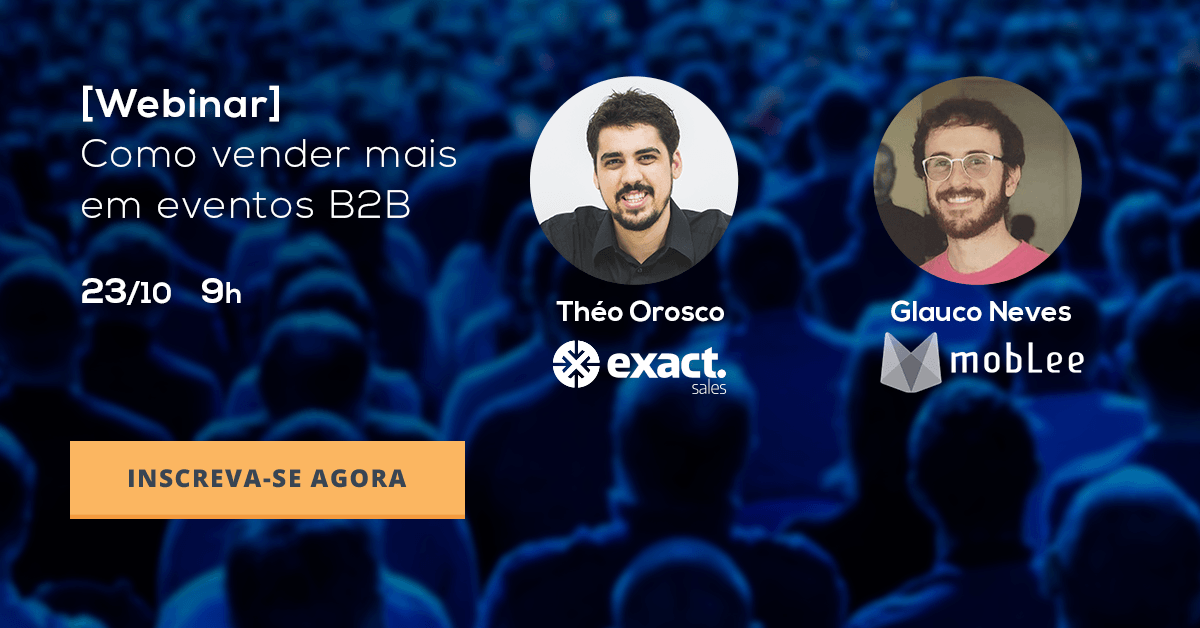 [Webinar]
Como vender mais
em eventos B2B
23/10 9h
Théo Orosco
exact.
sales
Glauco Neves
mobLee
INSCREVA-SE AGORA